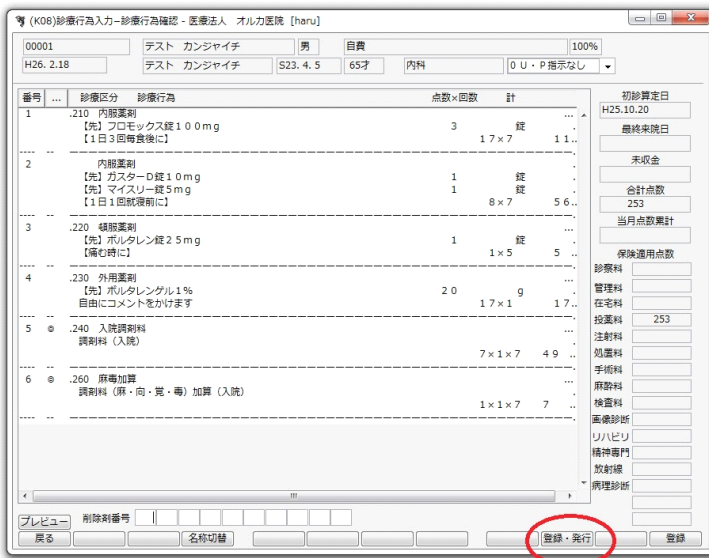 (K08)診療行為入力－診療行為確認 - 医療法人　オルカ医院 [haru]
00001 テスト　カンジャイチ 男 自費 100%
H26. 2.18 テスト　カンジャイチ S23. 4. 5 65才 内科 0 U・P指示なし
番号 ... 診療区分 診療行為 点数×回数 計
1 .210 内服薬剤 ...
【先】フロモックス錠１００ｍｇ ３ 錠 .
【１日３回毎食後に】 １７×７ １１..
---- -- .
2 内服薬剤 .
【先】ガスターＤ錠１０ｍｇ １ 錠 .
【先】マイスリー錠５ｍｇ １ 錠 .
【１日１回就寝前に】 ８×７ ５６..
---- -- .
3 .220 頓服薬剤 ...
【先】ボルタレン錠２５ｍｇ １ 錠 .
【痛む時に】 １×５ ５ ..
---- -- .
4 .230 外用薬剤 ...
【先】ボルタレンゲル１％ ２０ ｇ .
自由にコメントをかけます １７×１ １７..
---- -- .
5 ◎ .240 入院調剤料 ...
調剤料（入院） .
７×１×７ ４９ ..
---- -- .
6 ◎ .260 麻毒加算 ...
調剤料（麻・向・覚・毒）加算（入院） .
１×１×７ ７ ..
---- -- .
初診算定日
H25.10.20
最終来院日
未収金
合計点数
253
当月点数累計
保険適用点数
診察料
管理料
在宅料
投薬料 253
注射料
処置料
手術料
麻酔料
検査料
画像診断
リハビリ
精神専門
放射線
病理診断
プレビュー 削除剤番号
戻る 名称切替 登録・発行 登録